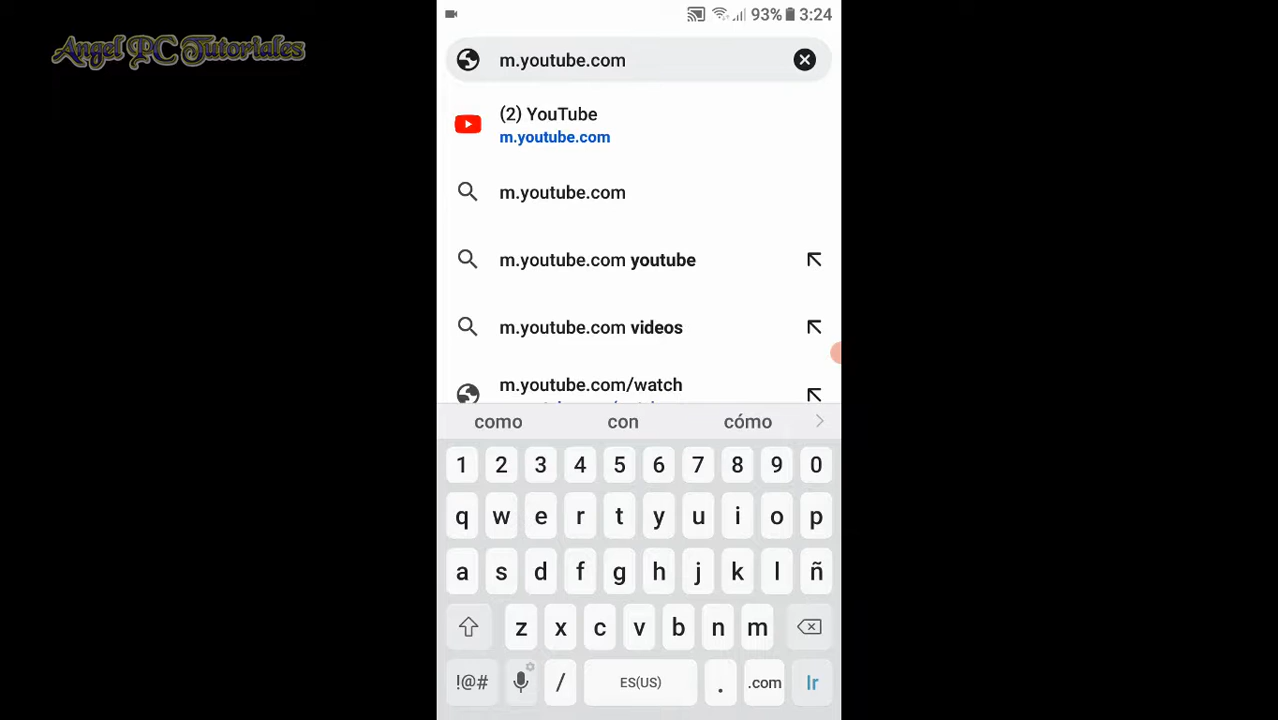 Angel PC Tutoriales
93% 3:24
m.youtube.com
(2) YouTube
m.youtube.com
m.youtube.com
m.youtube.com youtube
m.youtube.com videos
m.youtube.com/watch
como con cómo
1 2 3 4 5 6 7 8 9 0
q w e r t y u i o p
a s d f g h j k l ñ
z x c v b n m
!@# / ES(US) . .com Ir